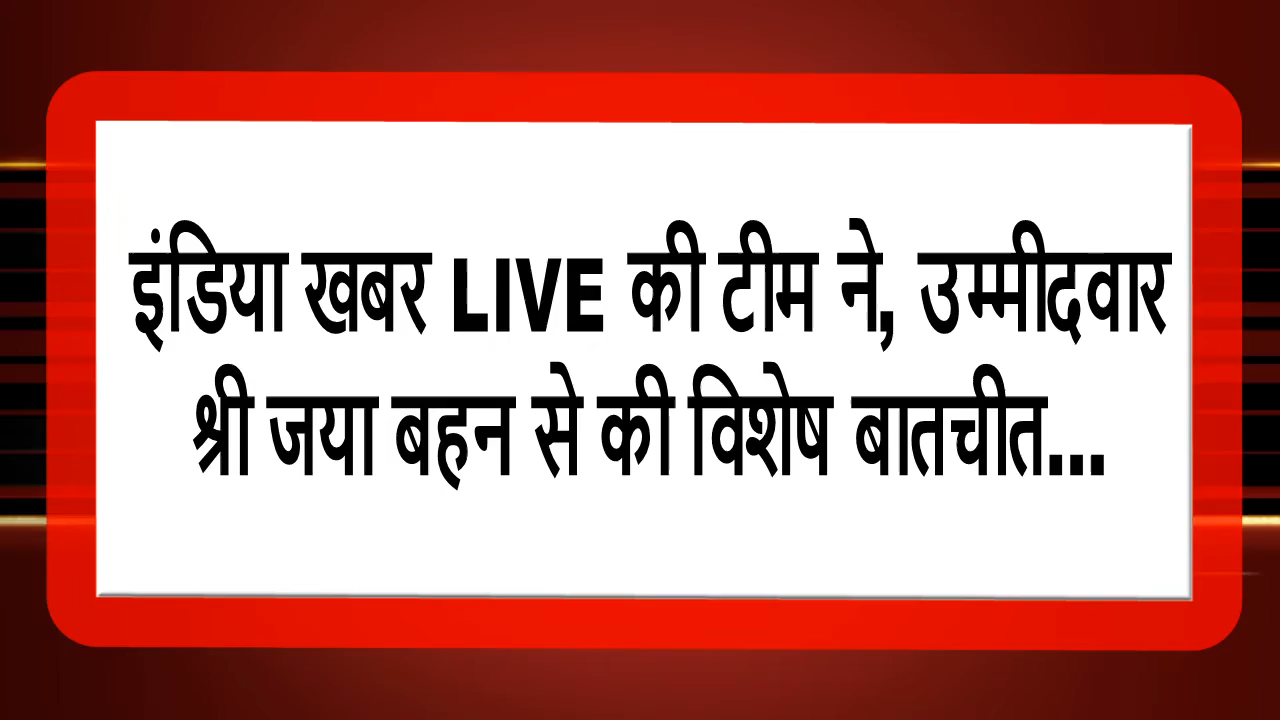 इंडिया खबर LIVE की टीम ने, उम्मीदवार
श्री जया बहन से की विशेष बातचीत...